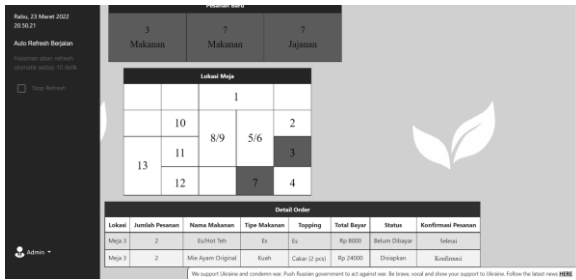 Rabu, 23 Maret 2022
20.50.21
Auto Refresh Berjalan
Halaman akan refresh
otomatis setiap 10 detik
Stop Refresh
Admin
Pesanan Baru
3 7 7
Makanan Makanan Jajanan
Lokasi Meja
1
10 8/9 5/6 2
11 3
13
12 7 4
Detail Order
Lokasi Jumlah Pesanan Nama Makanan Tipe Makanan Topping Total Bayar Status Konfirmasi Pesanan
Meja 3 2 Es/Hot Teh Es Es Rp 8000 Belum Dibayar Selesai
Meja 3 2 Mie Ayam Original Kuah Cakar (2 pcs) Rp 24000 Disiapkan Konfirmasi
We support Ukraine and condemn war. Push Russian government to act against war. Be brave, vocal and show your support to Ukraine. Follow the latest news HERE